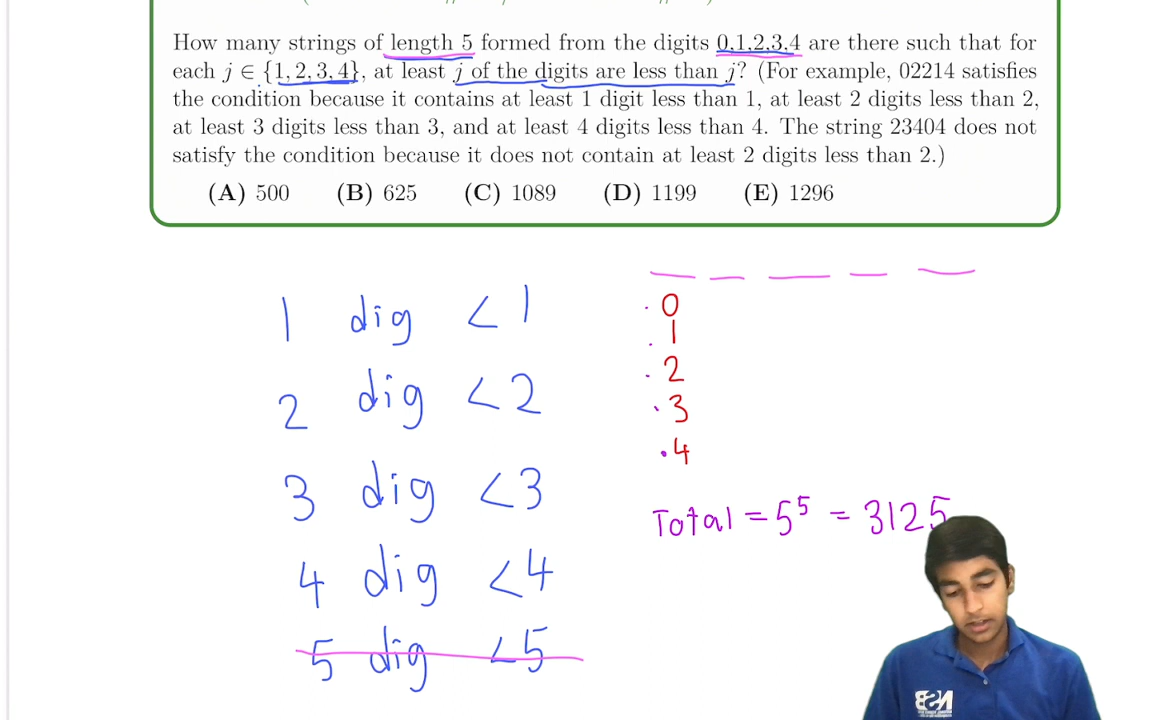 How many strings of length 5 formed from the digits 0,1,2,3,4 are there such that for
each j ∈ {1, 2, 3, 4}, at least j of the digits are less than j? (For example, 02214 satisfies
the condition because it contains at least 1 digit less than 1, at least 2 digits less than 2,
at least 3 digits less than 3, and at least 4 digits less than 4. The string 23404 does not
satisfy the condition because it does not contain at least 2 digits less than 2.)
(A) 500 (B) 625 (C) 1089 (D) 1199 (E) 1296
1 dig < 1
2 dig < 2
3 dig < 3
4 dig < 4
5 dig < 5
0
1
2
3
4
Total = 5⁵ = 3125